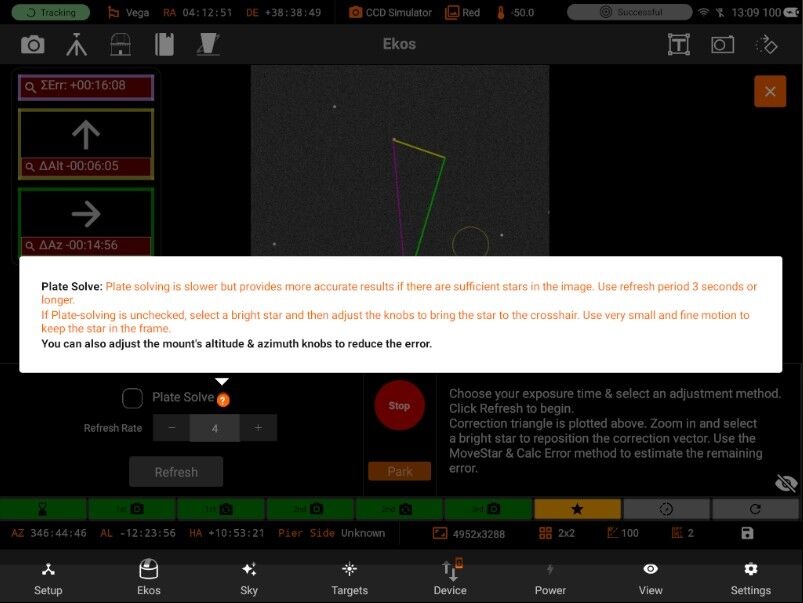 Tracking Vega RA 04:12:51 DE +38:38:49 CCD Simulator Red -50.0 Successful 13:09 100
Ekos
ΣErr: +00:16:08
ΔAlt -00:06:05
ΔAz -00:14:56
Plate Solve: Plate solving is slower but provides more accurate results if there are sufficient stars in the image. Use refresh period 3 seconds or
longer.
If Plate-solving is unchecked, select a bright star and then adjust the knobs to bring the star to the crosshair. Use very small and fine motion to
keep the star in the frame.
You can also adjust the mount's altitude & azimuth knobs to reduce the error.
Plate Solve ?
Refresh Rate − 4 +
Refresh
Stop
Park
Choose your exposure time & select an adjustment method.
Click Refresh to begin.
Correction triangle is plotted above. Zoom in and select
a bright star to reposition the correction vector. Use the
MoveStar & Calc Error method to estimate the remaining
error.
1st 1st 2nd 2nd 3rd
AZ 346:44:46 AL -12:23:56 HA +10:53:21 Pier Side Unknown 4952x3288 2x2 100 2
Setup Ekos Sky Targets Device Power View Settings